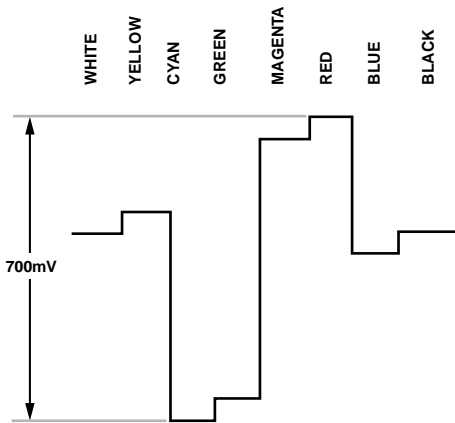 WHITE
YELLOW
CYAN
GREEN
MAGENTA
RED
BLUE
BLACK
700mV